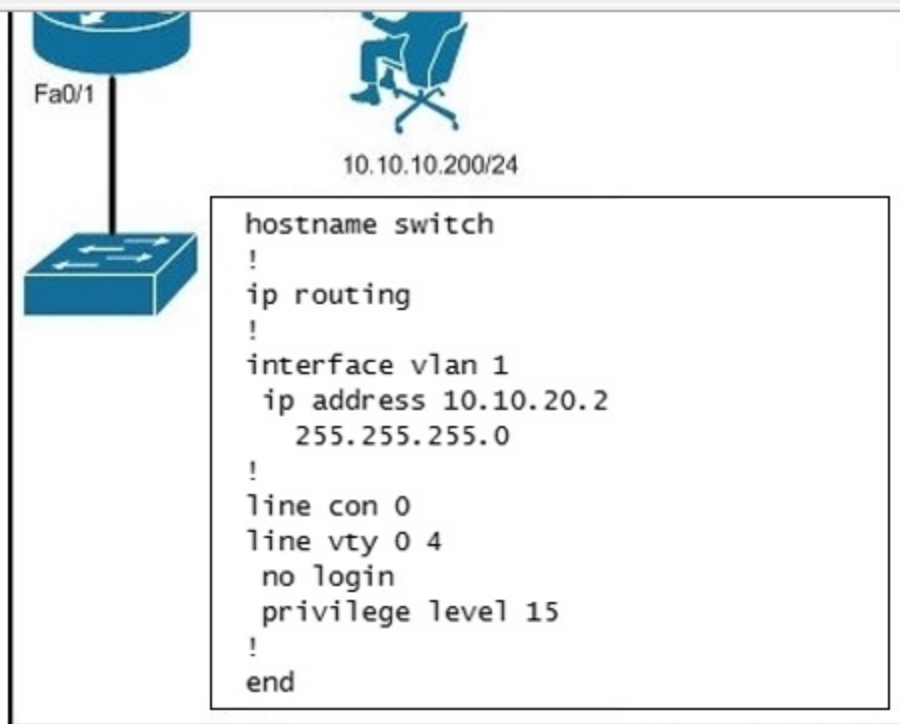 Fa0/1
10.10.10.200/24
hostname switch
!
ip routing
!
interface vlan 1
ip address 10.10.20.2
255.255.255.0
!
line con 0
line vty 0 4
no login
privilege level 15
!
end